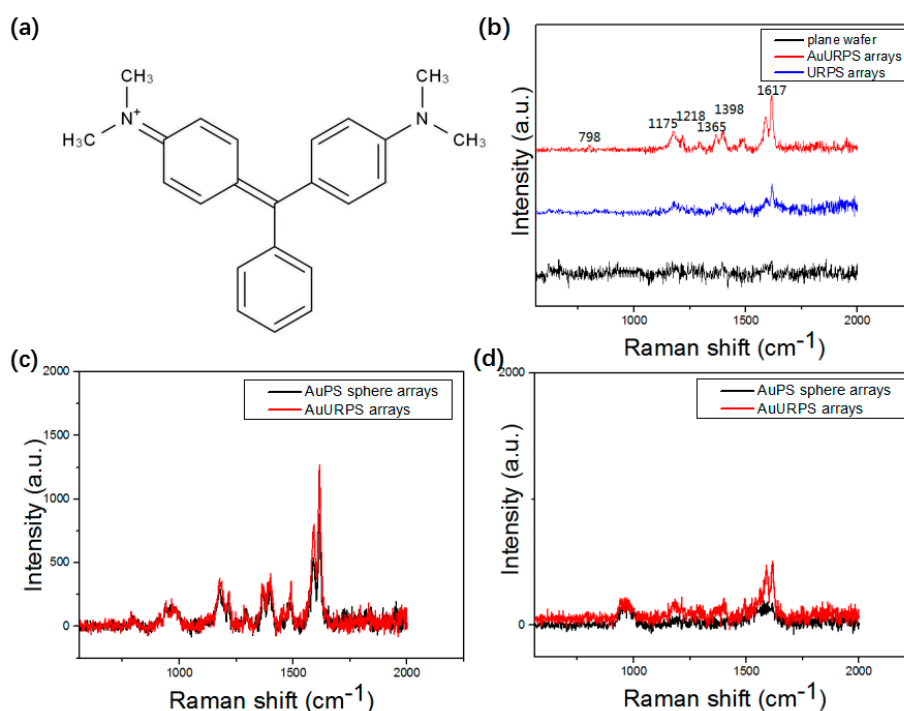 (a)
CH₃
N⁺
H₃C
CH₃
N
CH₃
(b)
plane wafer
AuURPS arrays
URPS arrays
798
1175
1218
1365
1398
1617
Intensity (a.u.)
1000
1500
2000
Raman shift (cm⁻¹)
(c)
AuPS sphere arrays
AuURPS arrays
2000
1500
1000
500
0
Intensity (a.u.)
1000
1500
2000
Raman shift (cm⁻¹)
(d)
AuPS sphere arrays
AuURPS arrays
2000
0
Intensity (a.u.)
1000
1500
2000
Raman shift (cm⁻¹)